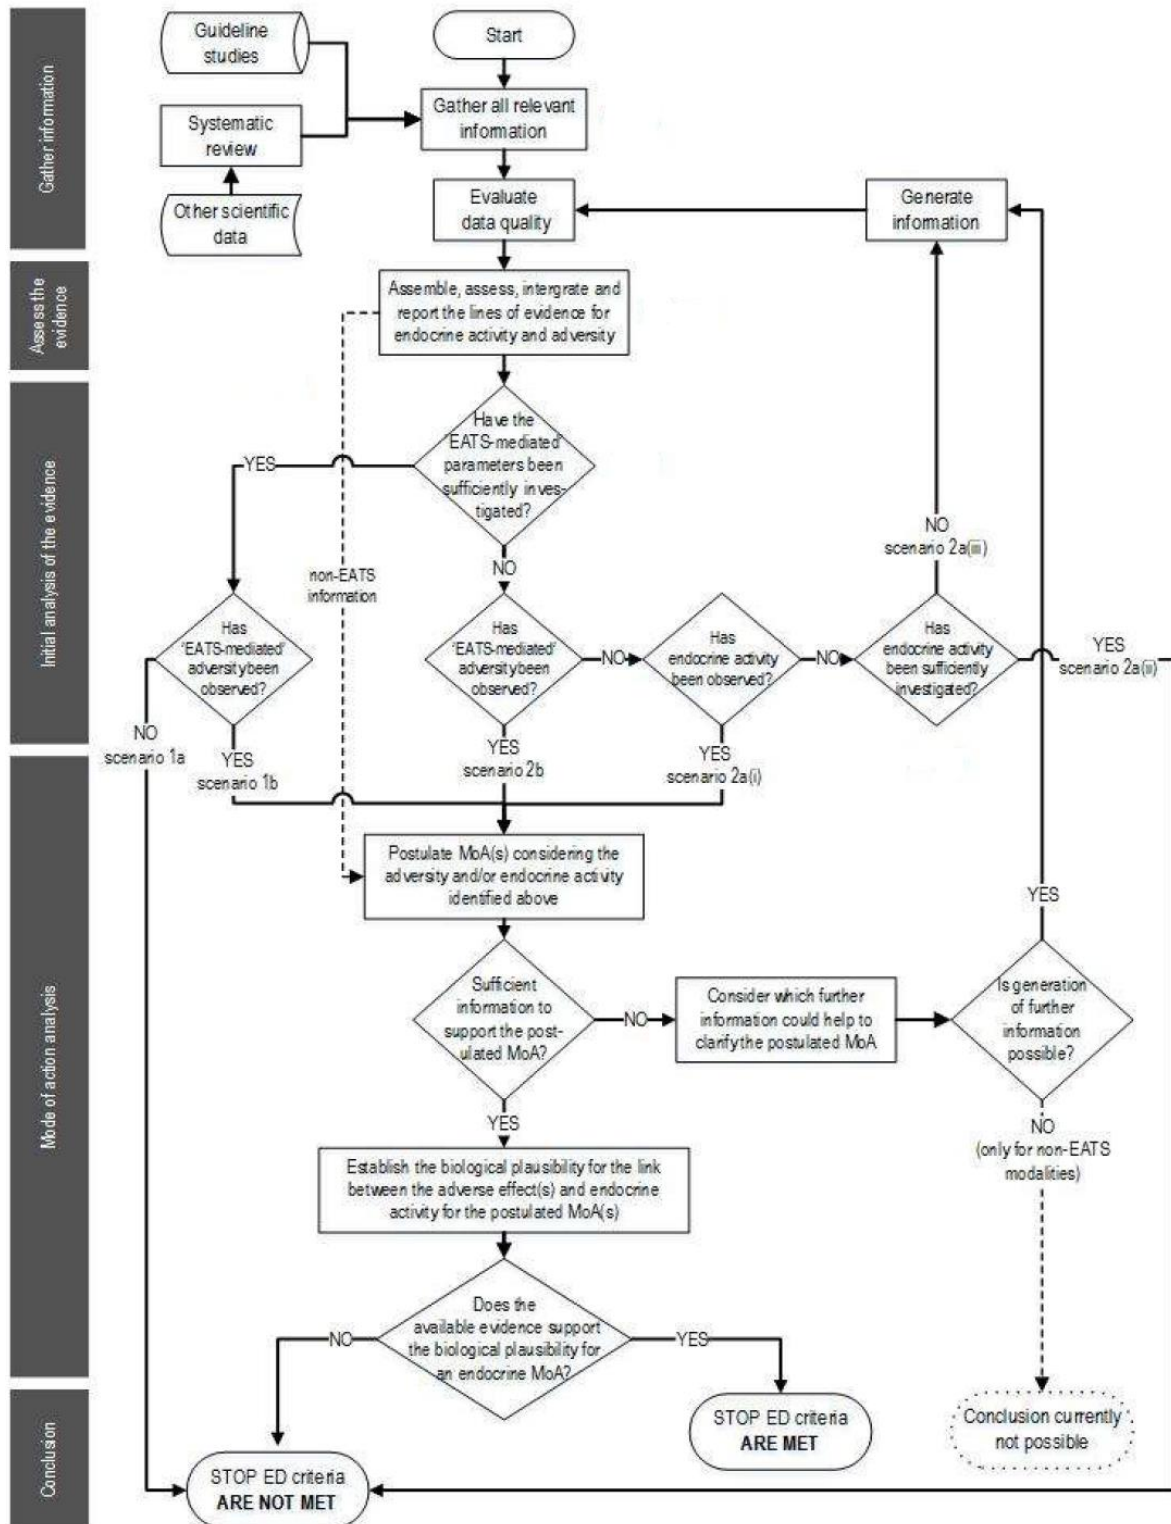 Gather information
Guideline
studies
Start
Systematic
review
Gather all relevant
information
Other scientific
data
Evaluate
data quality
Generate
information
Assess the
evidence
Assemble, assess, intergrate and
report the lines of evidence for
endocrine activity and adversity
Initial analysis of the evidence
Have the
'EATS-mediated'
parameters been
sufficiently inves-
tigated?
YES
NO
non-EATS
information
NO
scenario 2a(iii)
Has
'EATS-mediated'
adversity been
observed?
Has
'EATS-mediated'
adversity been
observed?
NO
Has
endocrine activity
been observed?
NO
Has
endocrine activity
been sufficiently
investigated?
YES
scenario 2a(ii)
NO
scenario 1a
YES
scenario 1b
YES
scenario 2b
YES
scenario 2a(i)
Mode of action analysis
Postulate MoA(s) considering the
adversity and/or endocrine activity
identified above
YES
Sufficient
information to
support the post-
ulated MoA?
NO
Consider which further
information could help to
clarify the postulated MoA
Is generation
of further
information
possible?
YES
NO
(only for non-EATS
modalities)
Establish the biological plausibility for the link
between the adverse effect(s) and endocrine
activity for the postulated MoA(s)
Does the
available evidence support
the biological plausibility for
an endocrine MoA?
NO
YES
Conclusion
STOP ED criteria
ARE NOT MET
STOP ED criteria
ARE MET
Conclusion currently
not possible